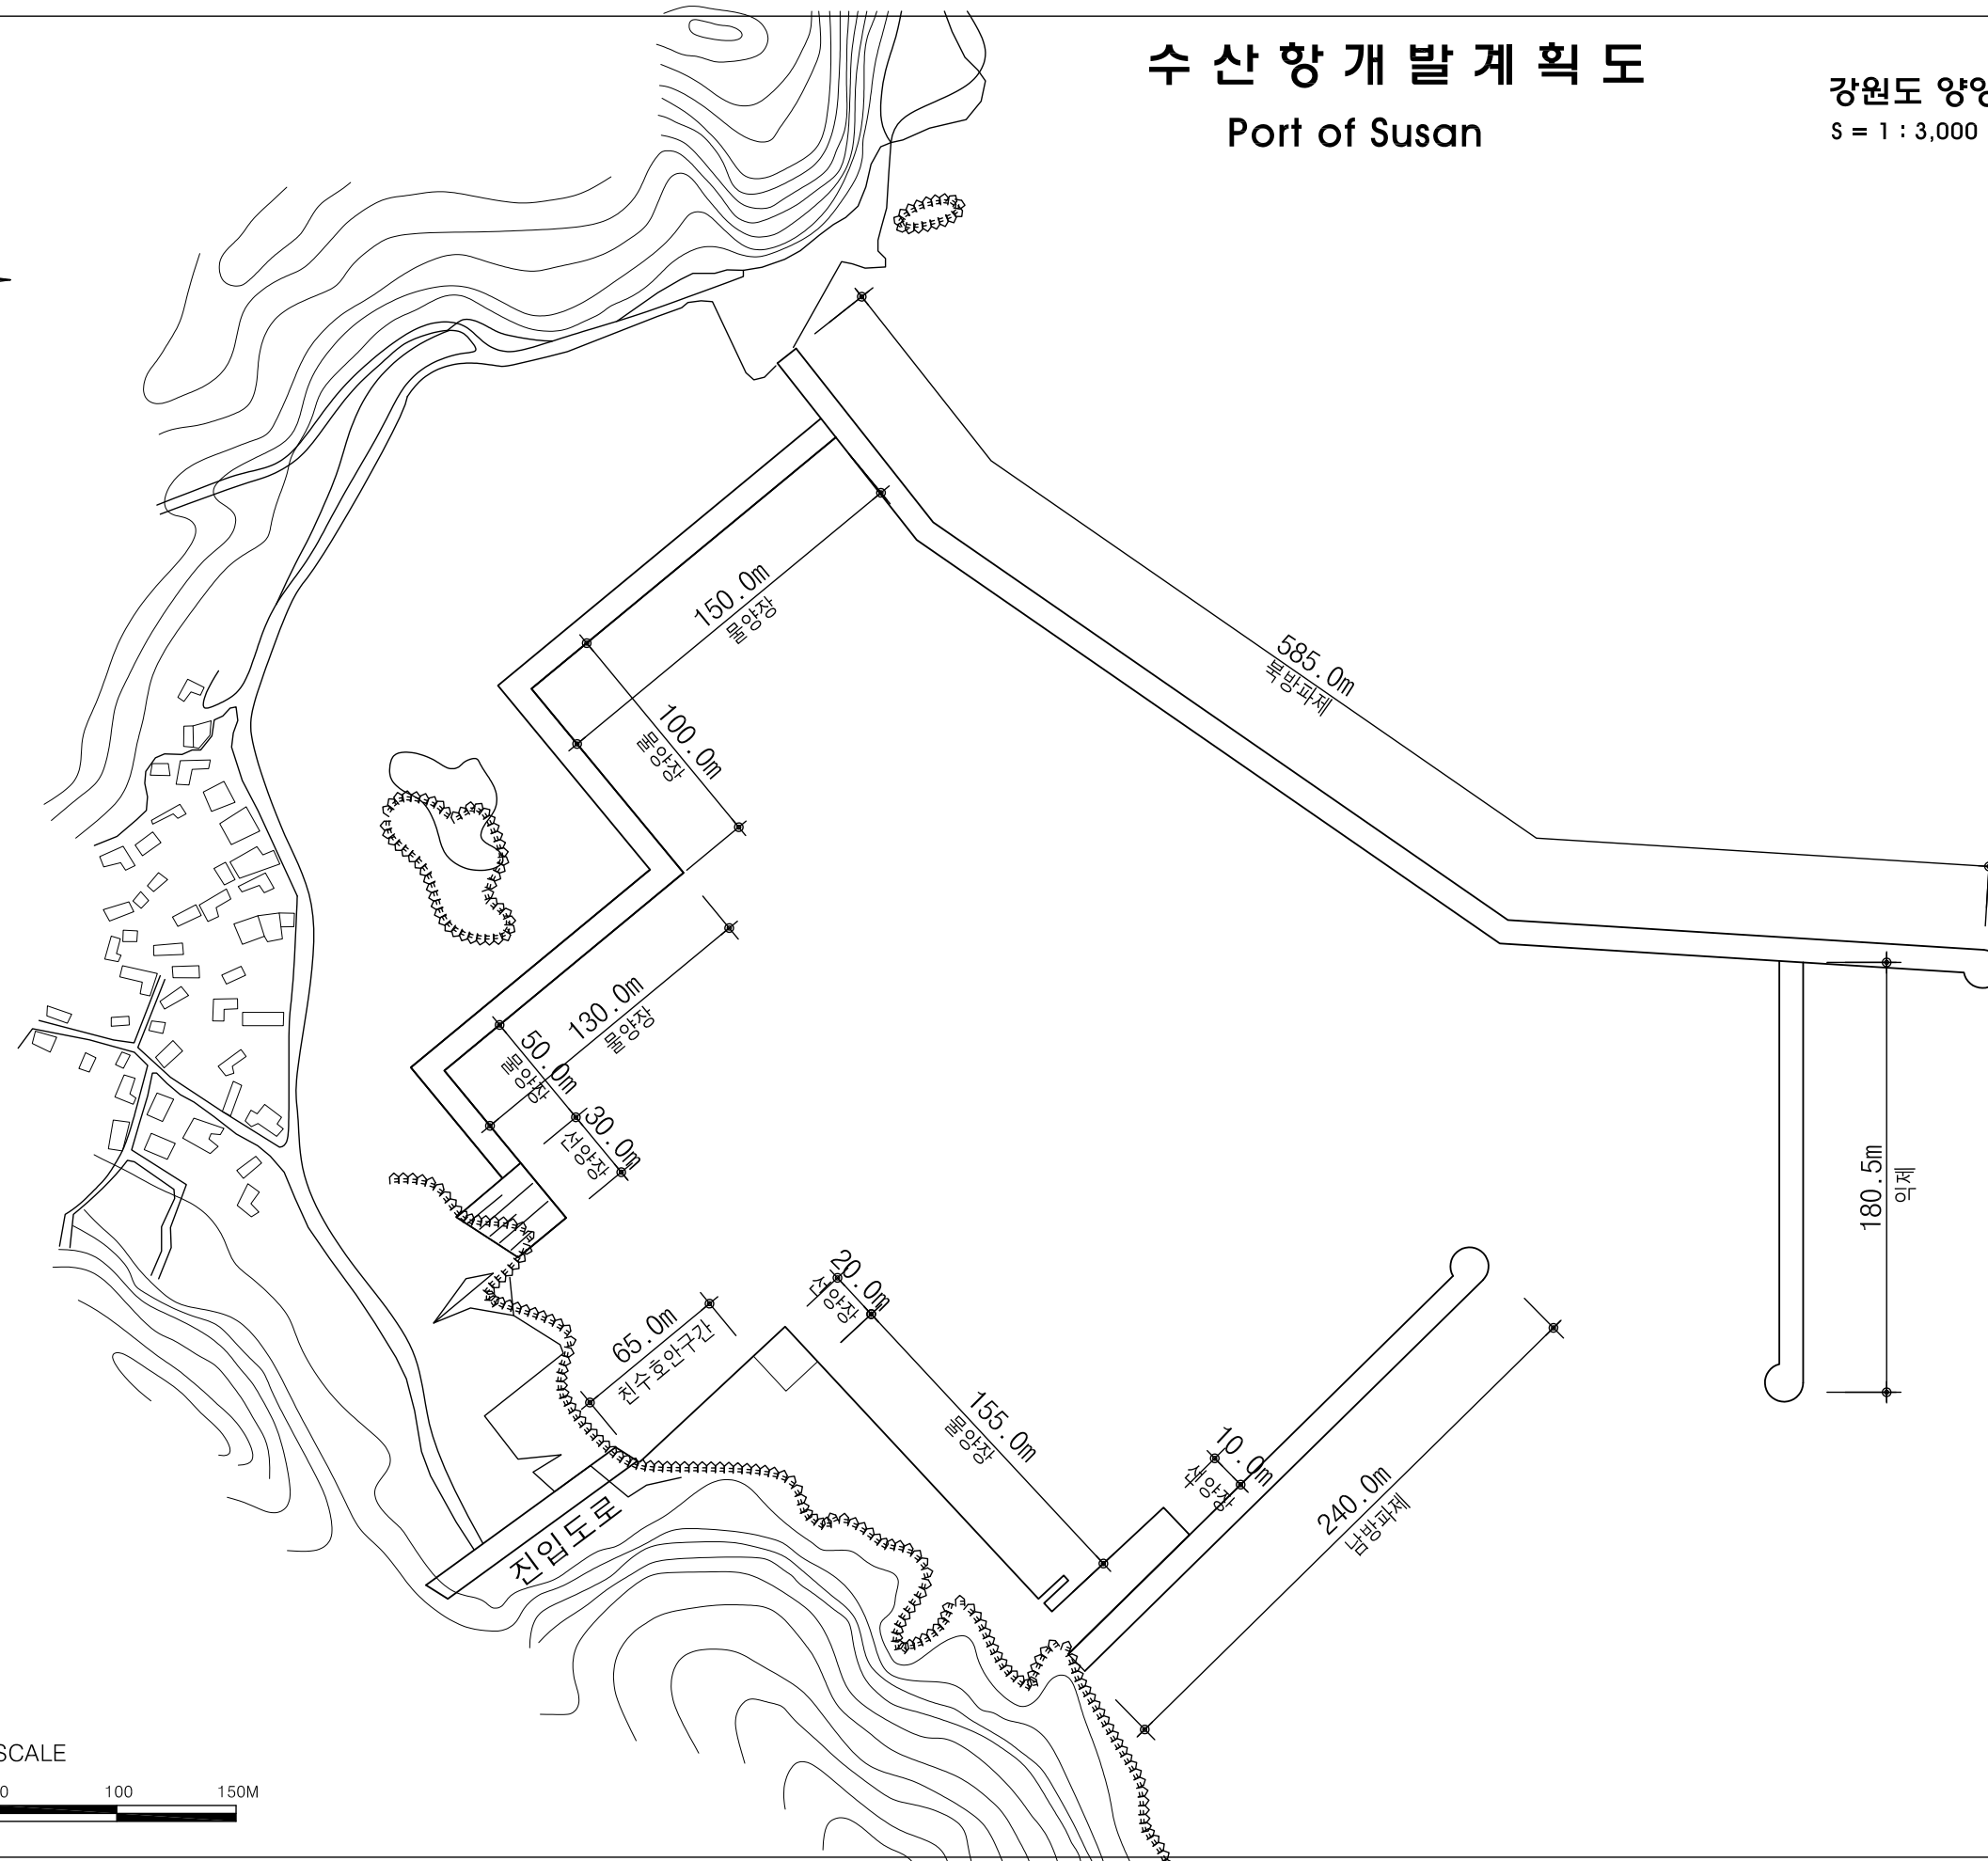 수산항개발계획도
Port of Susan
강원도
S = 1 : 3,000
150.0m
물양장
100.0m
물양장
585.0m
북방파제
130.0m
물양장
50.0m
물양장
30.0m
선양장
180.5m
익제
20.0m
선양장
65.0m
친수호안구간
155.0m
물양장
10.0m
선양장
240.0m
남방파제
진입도로
SCALE
100
150M